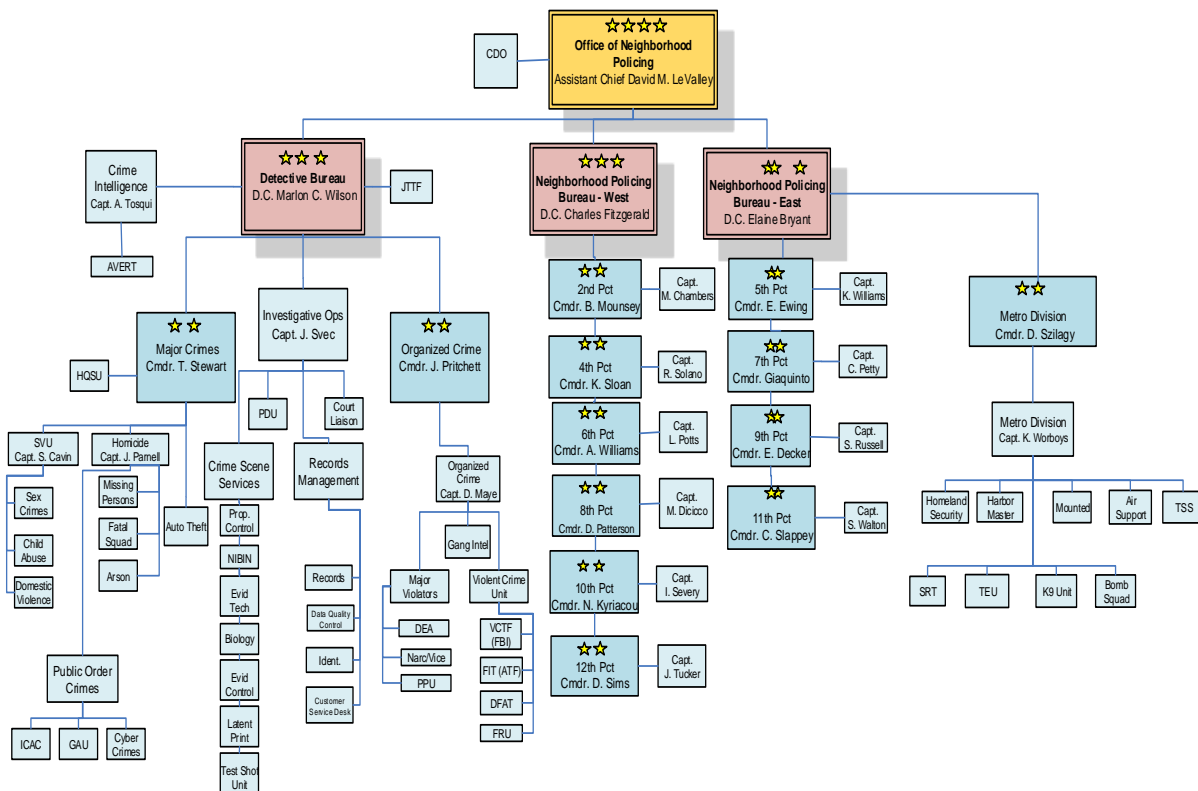 Office of Neighborhood
Policing
Assistant Chief David M. LeValley
CDO
Crime
Intelligence
Capt. A. Tosqui
AVERT
Detective Bureau
D.C. Marlon C. Wilson
JTTF
Neighborhood Policing
Bureau - West
D.C. Charles Fitzgerald
Neighborhood Policing
Bureau - East
D.C. Elaine Bryant
Major Crimes
Cmdr. T. Stewart
HQSU
Investigative Ops
Capt. J. Svec
Organized Crime
Cmdr. J. Pritchett
SVU
Capt. S. Cavin
Sex
Crimes
Child
Abuse
Domestic
Violence
Homicide
Capt. J. Parnell
Missing
Persons
Fatal
Squad
Arson
Auto Theft
Public Order
Crimes
ICAC
GAU
Cyber
Crimes
PDU
Court
Liaison
Crime Scene
Services
Prop.
Control
NIBIN
Evid
Tech
Biology
Evid
Control
Latent
Print
Test Shot
Unit
Records
Management
Records
Data Quality
Control
Ident.
Customer
Service Desk
Organized
Crime
Capt. D. Maye
Gang Intel
Major
Violators
DEA
Narc/Vice
PPU
Violent Crime
Unit
VCTF
(FBI)
FIT (ATF)
DFAT
FRU
2nd Pct
Cmdr. B. Mounsey
Capt.
M. Chambers
4th Pct
Cmdr. K. Sloan
Capt.
R. Solano
6th Pct
Cmdr. A. Williams
Capt.
L. Potts
8th Pct
Cmdr. D. Patterson
Capt.
M. Dicicco
10th Pct
Cmdr. N. Kyriacou
Capt.
I. Severy
12th Pct
Cmdr. D. Sims
Capt.
J. Tucker
5th Pct
Cmdr. E. Ewing
Capt.
K. Williams
7th Pct
Cmdr. Giaquinto
Capt.
C. Petty
9th Pct
Cmdr. E. Decker
Capt.
S. Russell
11th Pct
Cmdr. C. Slappey
Capt.
S. Walton
Metro Division
Cmdr. D. Szilagy
Metro Division
Capt. K. Worboys
Homeland
Security
Harbor
Master
Mounted
Air
Support
TSS
SRT
TEU
K9 Unit
Bomb
Squad